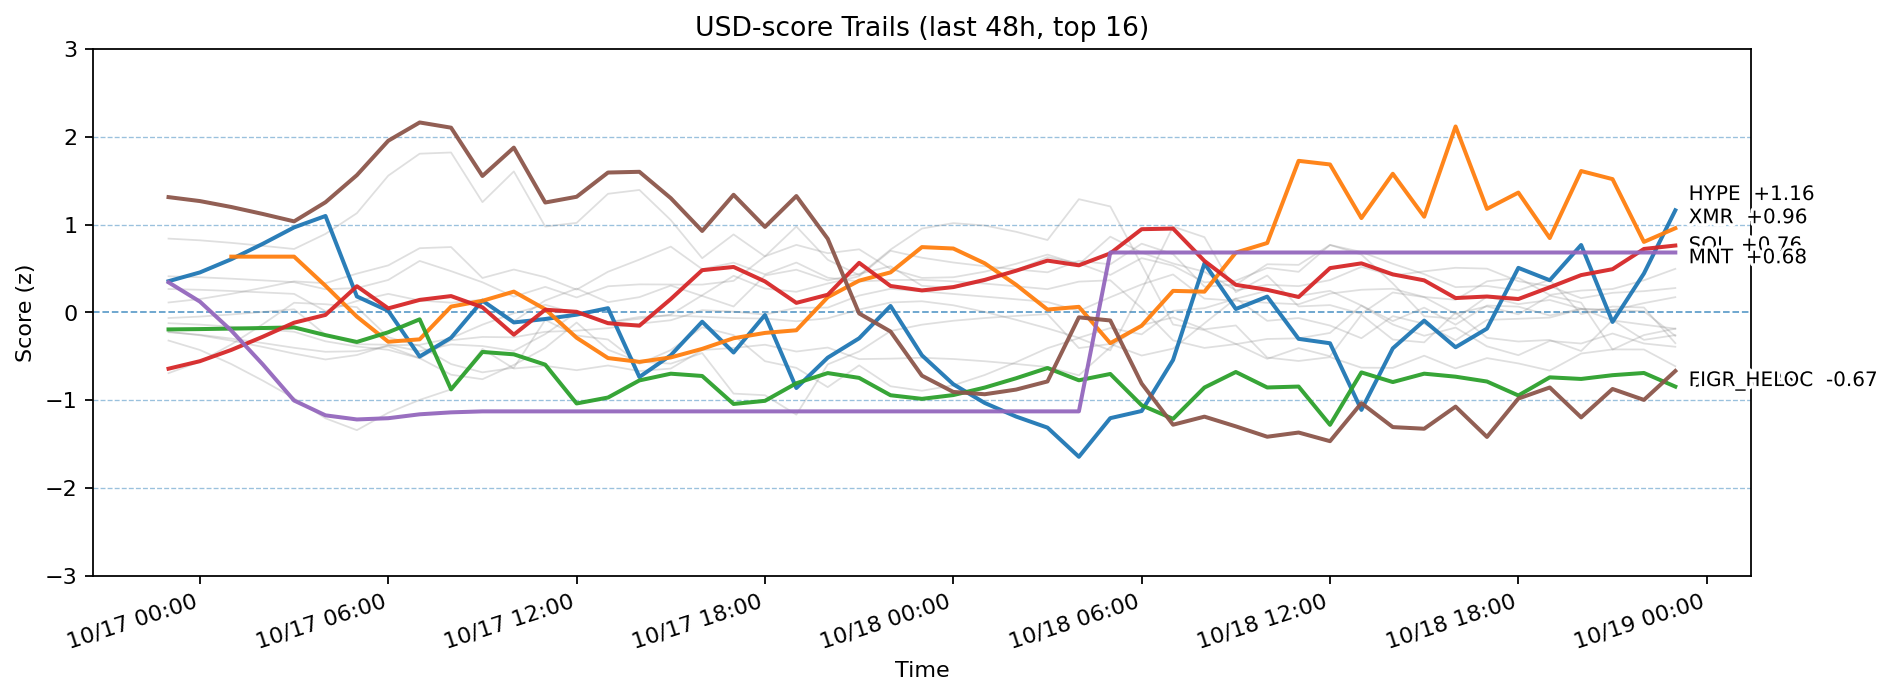 USD-score Trails (last 48h, top 16)
Score (z)
3
2
1
0
−1
−2
−3
HYPE +1.16
XMR +0.96
SOL +0.76
MNT +0.68
FIGR_HELOC -0.67
10/17 00:00
10/17 06:00
10/17 12:00
10/17 18:00
10/18 00:00
10/18 06:00
10/18 12:00
10/18 18:00
10/19 00:00
Time